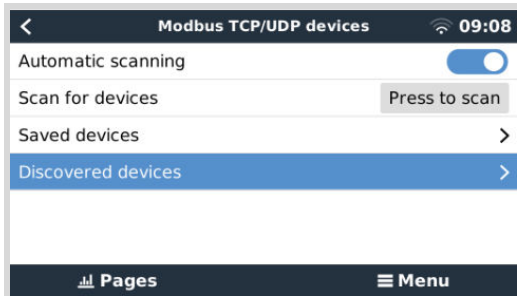 Modbus TCP/UDP devices 09:08
Automatic scanning
Scan for devices Press to scan
Saved devices
Discovered devices
Pages Menu